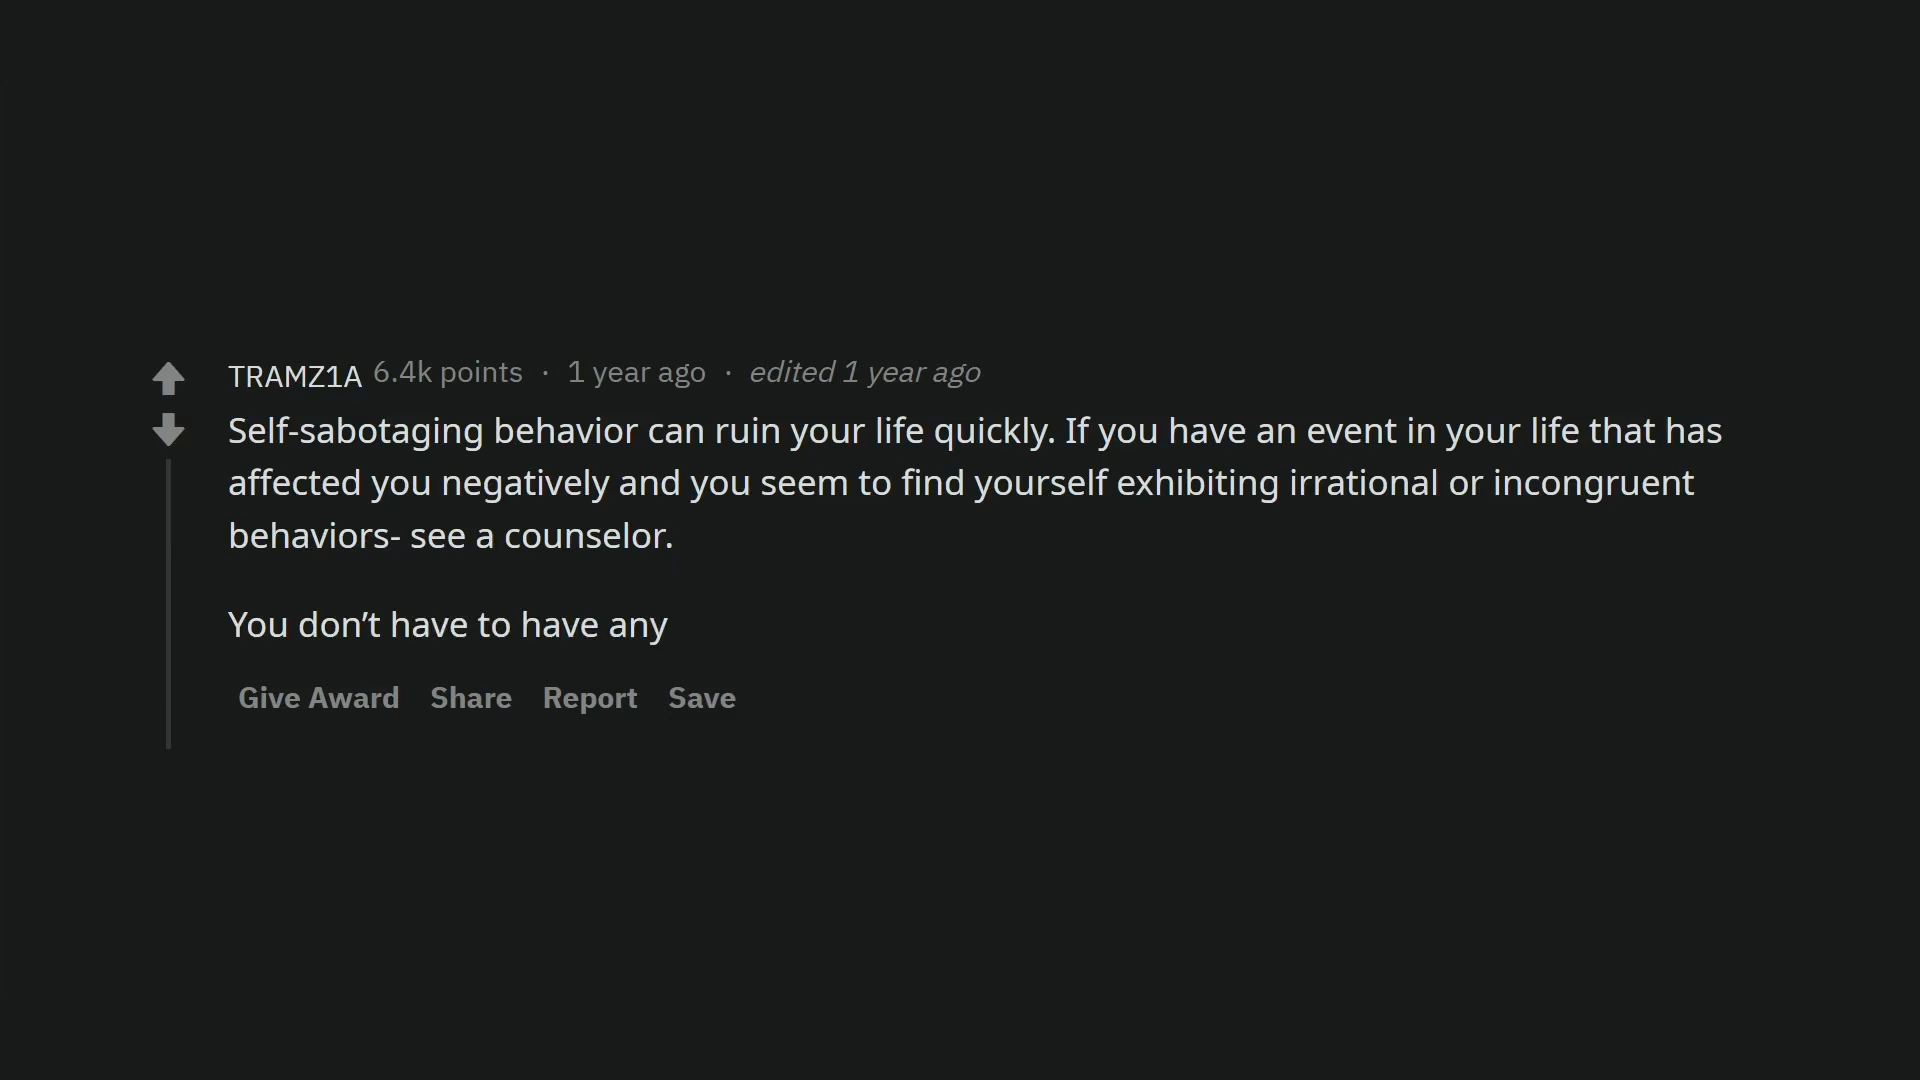 TRAMZ1A 6.4k points · 1 year ago · edited 1 year ago
Self-sabotaging behavior can ruin your life quickly. If you have an event in your life that has
affected you negatively and you seem to find yourself exhibiting irrational or incongruent
behaviors- see a counselor.
You don’t have to have any
Give Award Share Report Save